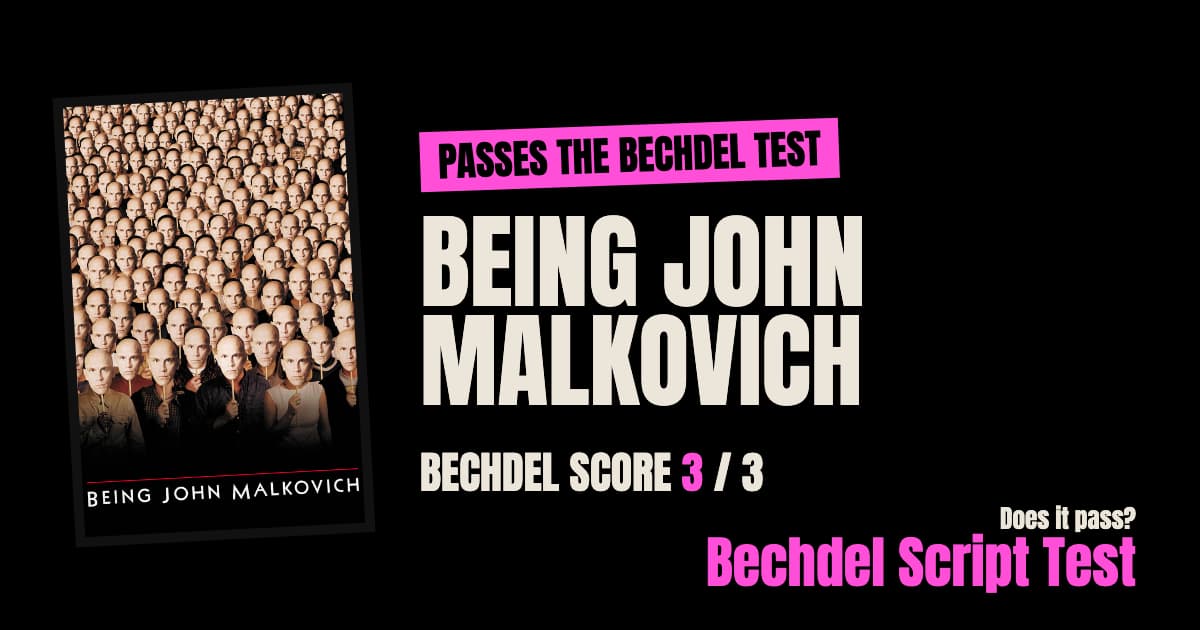 PASSES THE BECHDEL TEST
BEING JOHN
MALKOVICH
BECHDEL SCORE 3 / 3
BEING JOHN MALKOVICH
Does it pass?
Bechdel Script Test